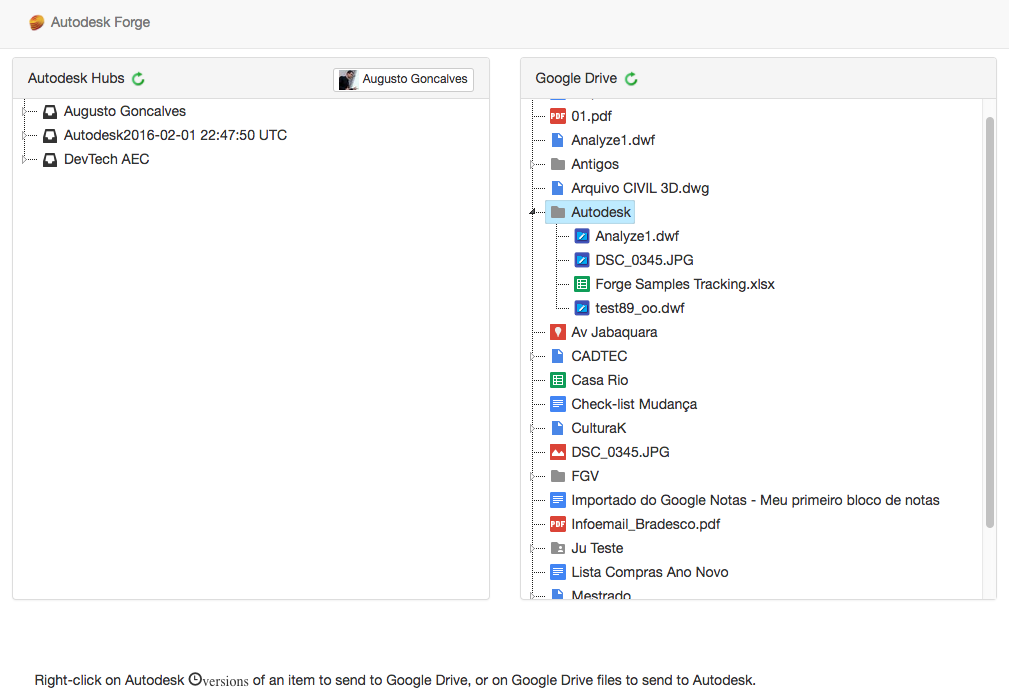 Autodesk Forge
Autodesk Hubs
Augusto Goncalves
Augusto Goncalves
Autodesk2016-02-01 22:47:50 UTC
DevTech AEC
Google Drive
PDF 01.pdf
Analyze1.dwf
Antigos
Arquivo CIVIL 3D.dwg
Autodesk
Analyze1.dwf
DSC_0345.JPG
Forge Samples Tracking.xlsx
test89_oo.dwf
Av Jabaquara
CADTEC
Casa Rio
Check-list Mudança
CulturaK
DSC_0345.JPG
FGV
Importado do Google Notas - Meu primeiro bloco de notas
PDF Infoemail_Bradesco.pdf
Ju Teste
Lista Compras Ano Novo
Mestrado
Right-click on Autodesk versions of an item to send to Google Drive, or on Google Drive files to send to Autodesk.